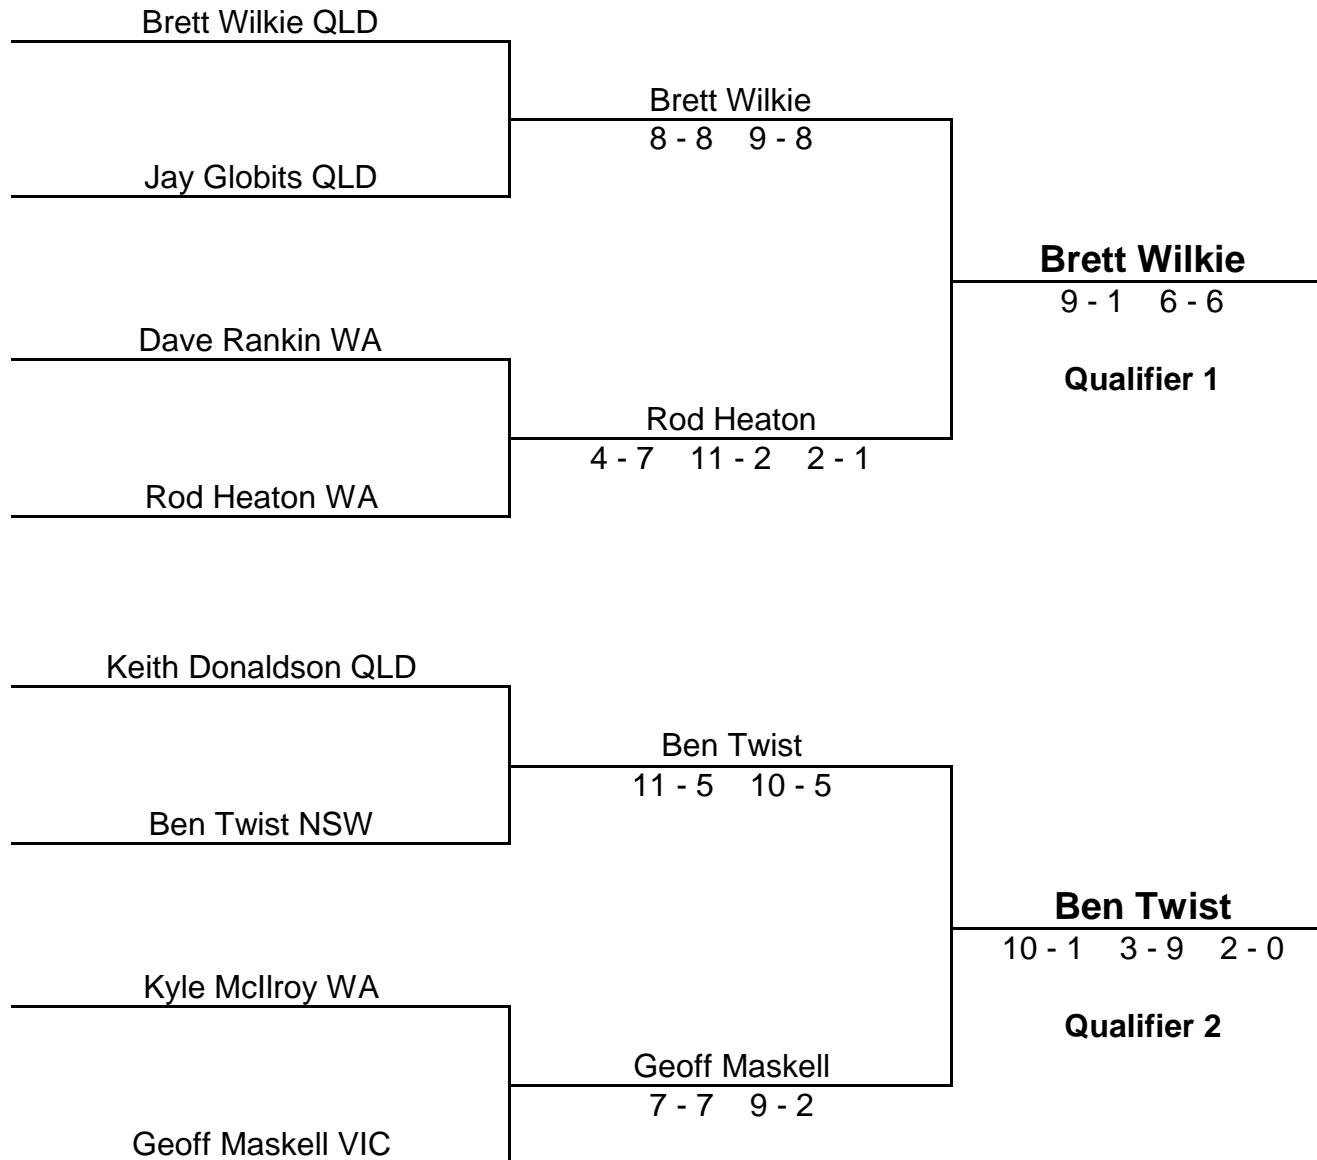 Brett Wilkie QLD
Brett Wilkie
8 - 8 9 - 8
Jay Globits QLD
Brett Wilkie
9 - 1 6 - 6
Dave Rankin WA
Qualifier 1
Rod Heaton
4 - 7 11 - 2 2 - 1
Rod Heaton WA
Keith Donaldson QLD
Ben Twist
11 - 5 10 - 5
Ben Twist NSW
Ben Twist
10 - 1 3 - 9 2 - 0
Kyle McIlroy WA
Qualifier 2
Geoff Maskell
7 - 7 9 - 2
Geoff Maskell VIC